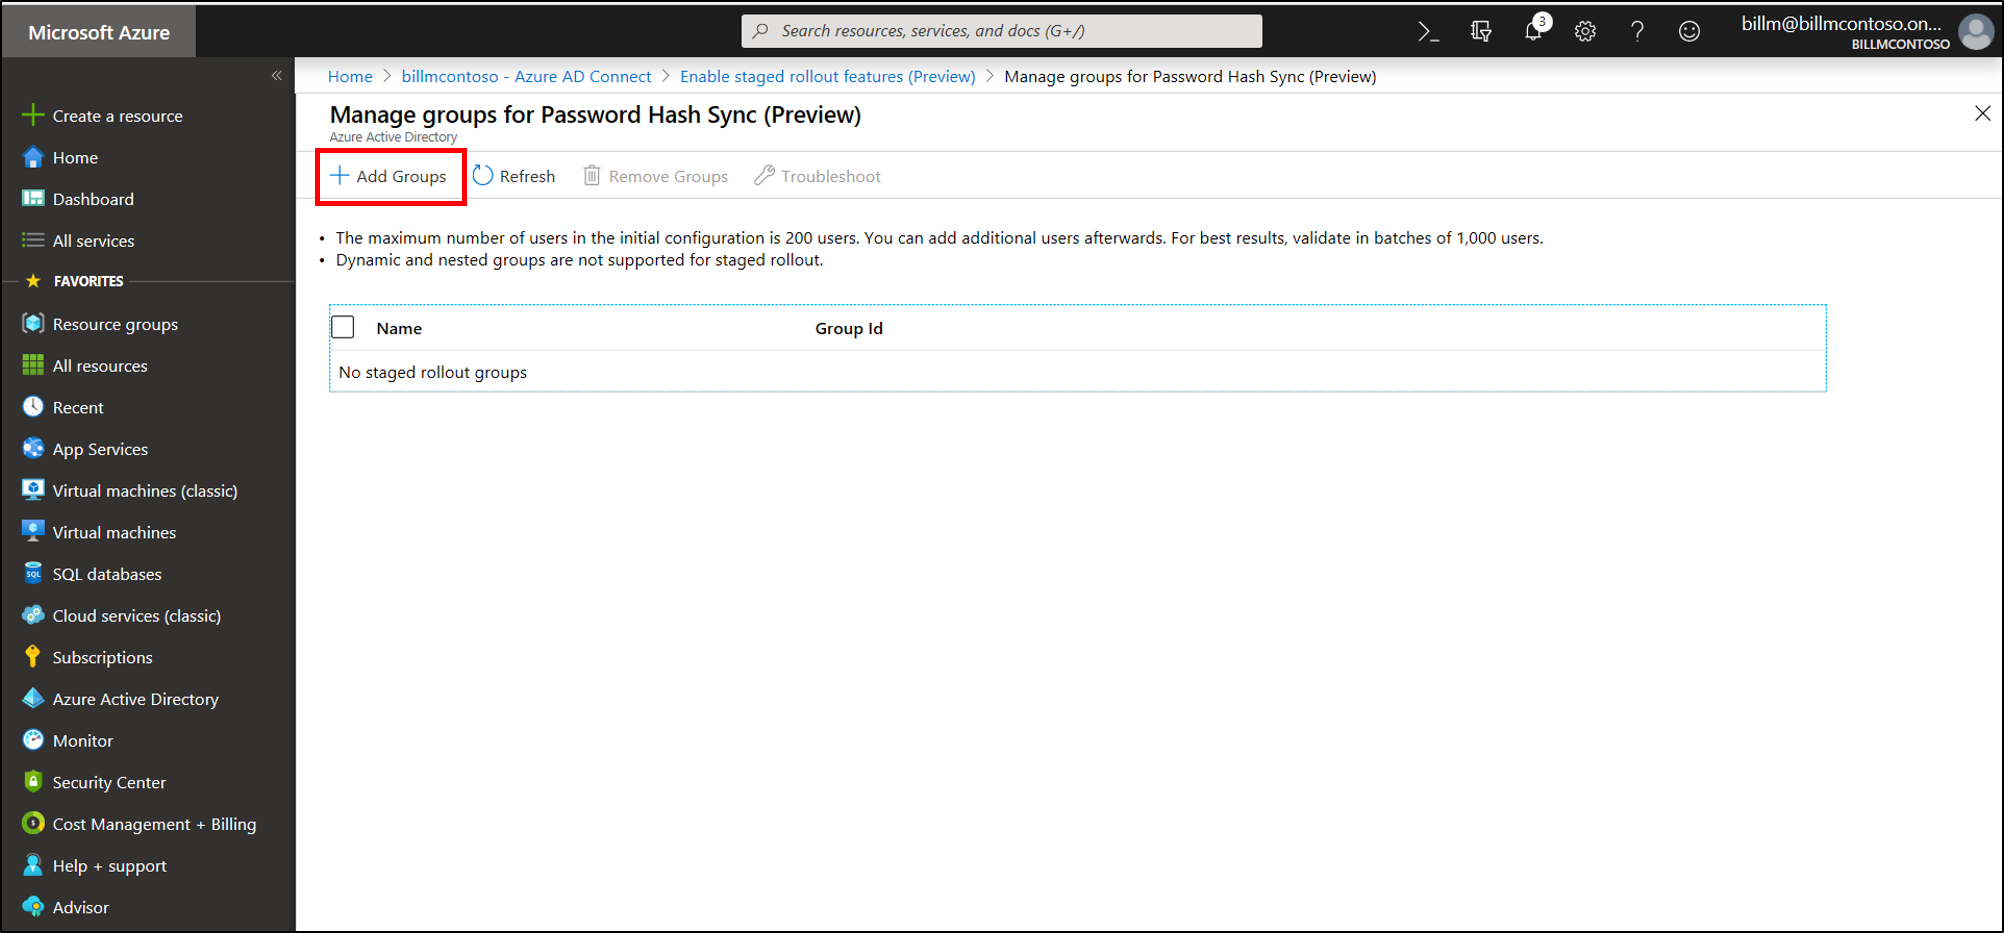 Microsoft Azure
Search resources, services, and docs (G+/)
3
billm@billmcontoso.on...
BILLMCONTOSO
Home > billmcontoso - Azure AD Connect > Enable staged rollout features (Preview) > Manage groups for Password Hash Sync (Preview)
Manage groups for Password Hash Sync (Preview)
Azure Active Directory
Add Groups
Refresh
Remove Groups
Troubleshoot
• The maximum number of users in the initial configuration is 200 users. You can add additional users afterwards. For best results, validate in batches of 1,000 users.
• Dynamic and nested groups are not supported for staged rollout.
Name
Group Id
No staged rollout groups
Create a resource
Home
Dashboard
All services
FAVORITES
Resource groups
All resources
Recent
App Services
Virtual machines (classic)
Virtual machines
SQL databases
Cloud services (classic)
Subscriptions
Azure Active Directory
Monitor
Security Center
Cost Management + Billing
Help + support
Advisor